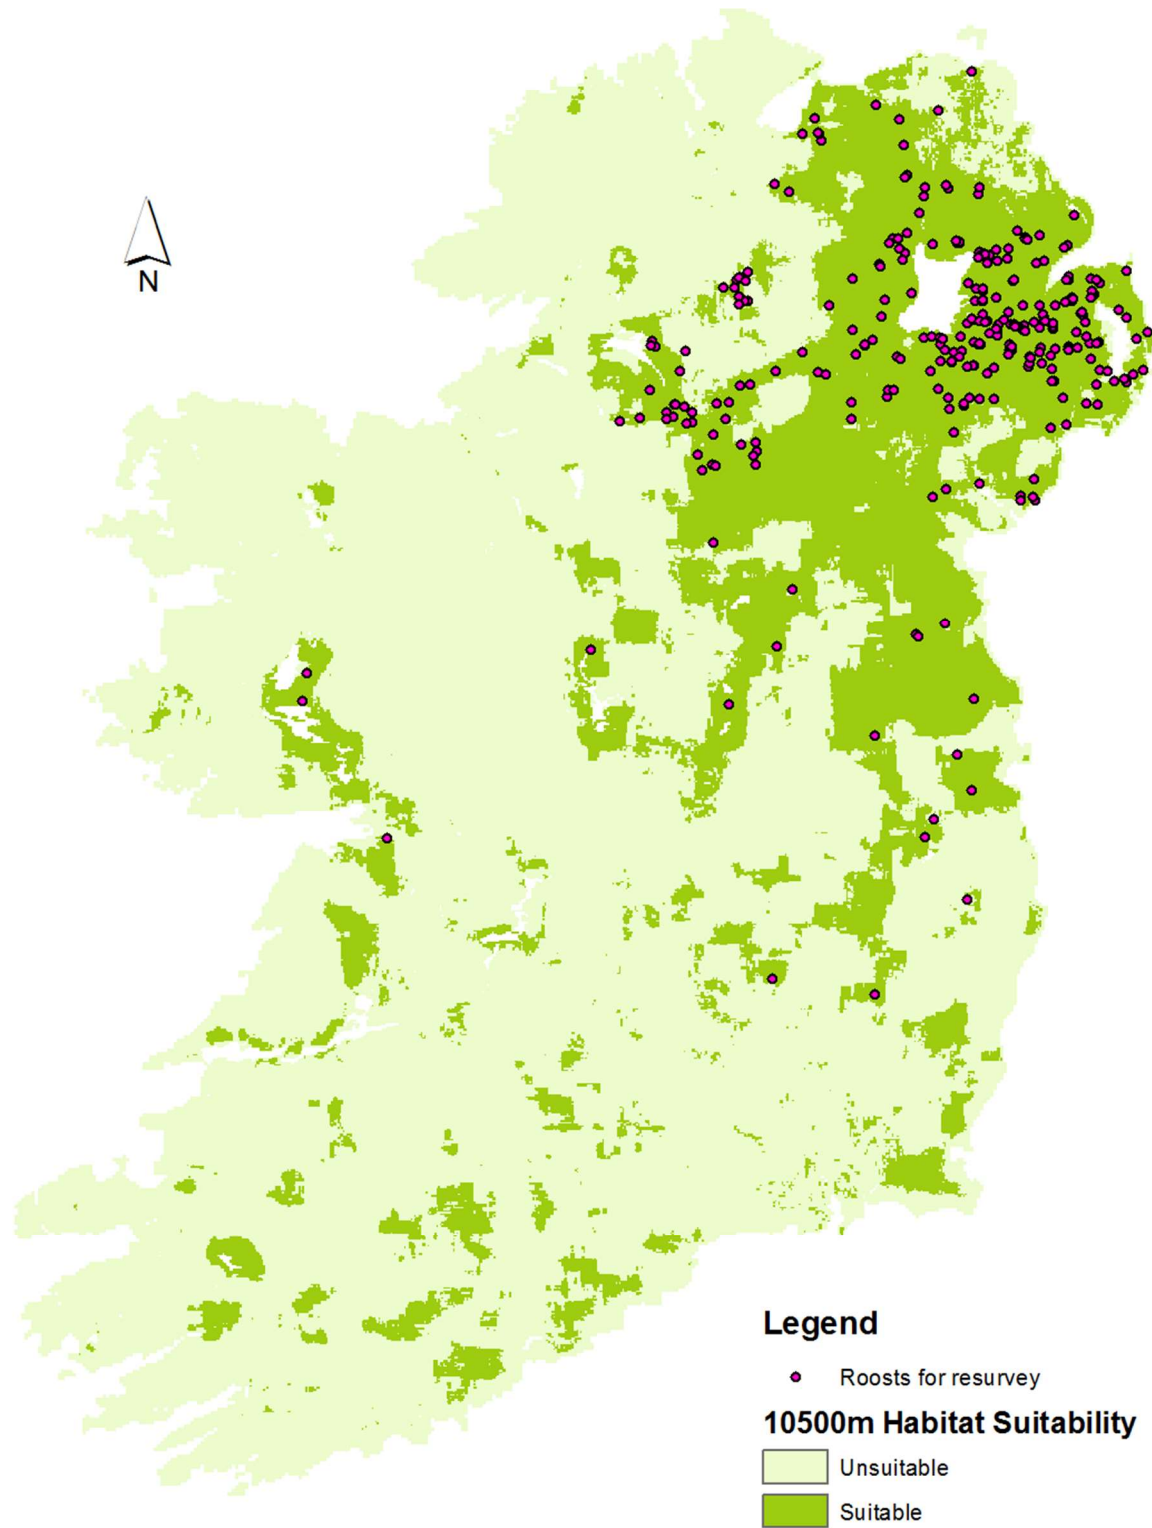 N
Legend
Roosts for resurvey
10500m Habitat Suitability
Unsuitable
Suitable